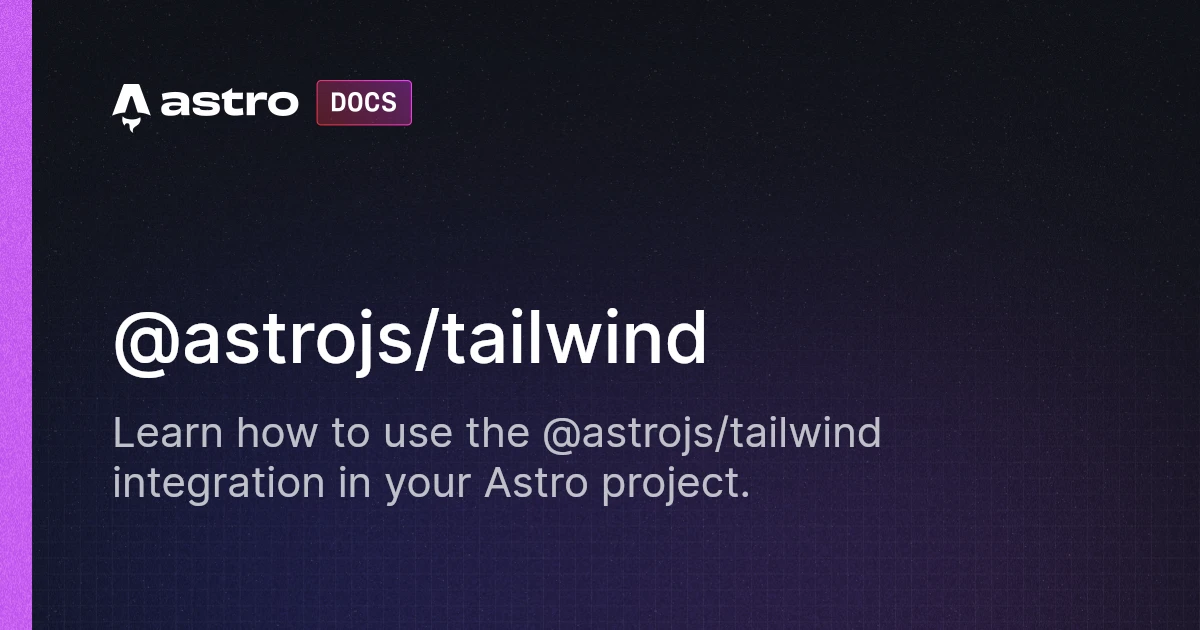 astro DOCS
@astrojs/tailwind
Learn how to use the @astrojs/tailwind
integration in your Astro project.